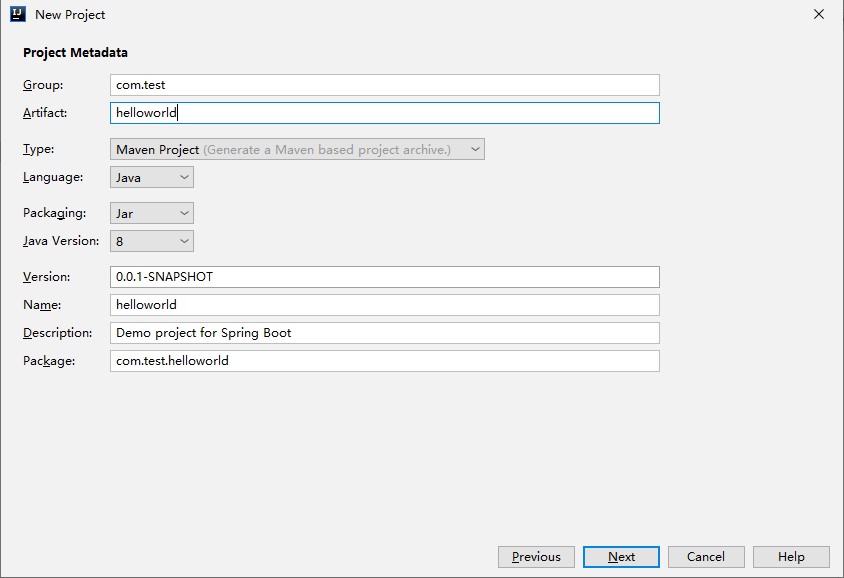 New Project
Project Metadata
Group: com.test
Artifact: helloworld
Type: Maven Project (Generate a Maven based project archive.)
Language: Java
Packaging: Jar
Java Version: 8
Version: 0.0.1-SNAPSHOT
Name: helloworld
Description: Demo project for Spring Boot
Package: com.test.helloworld
Previous Next Cancel Help